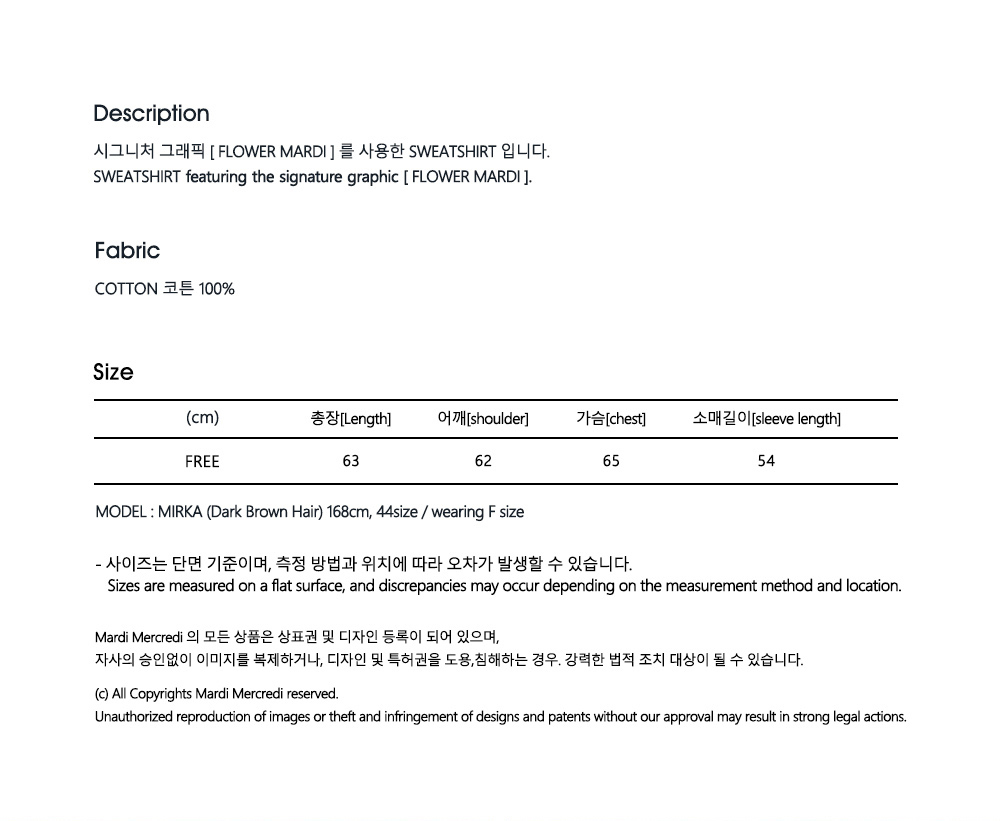 Description
시그니처 그래픽 [ FLOWER MARDI ] 를 사용한 SWEATSHIRT 입니다.
SWEATSHIRT featuring the signature graphic [ FLOWER MARDI ].
Fabric
COTTON 코튼 100%
Size
(cm) 총장[Length] 어깨[shoulder] 가슴[chest] 소매길이[sleeve length]
FREE 63 62 65 54
MODEL : MIRKA (Dark Brown Hair) 168cm, 44size / wearing F size
- 사이즈는 단면 기준이며, 측정 방법과 위치에 따라 오차가 발생할 수 있습니다.
Sizes are measured on a flat surface, and discrepancies may occur depending on the measurement method and location.
Mardi Mercredi 의 모든 상품은 상표권 및 디자인 등록이 되어 있으며,
자사의 승인없이 이미지를 복제하거나, 디자인 및 특허권을 도용,침해하는 경우. 강력한 법적 조치 대상이 될 수 있습니다.
(c) All Copyrights Mardi Mercredi reserved.
Unauthorized reproduction of images or theft and infringement of designs and patents without our approval may result in strong legal actions.